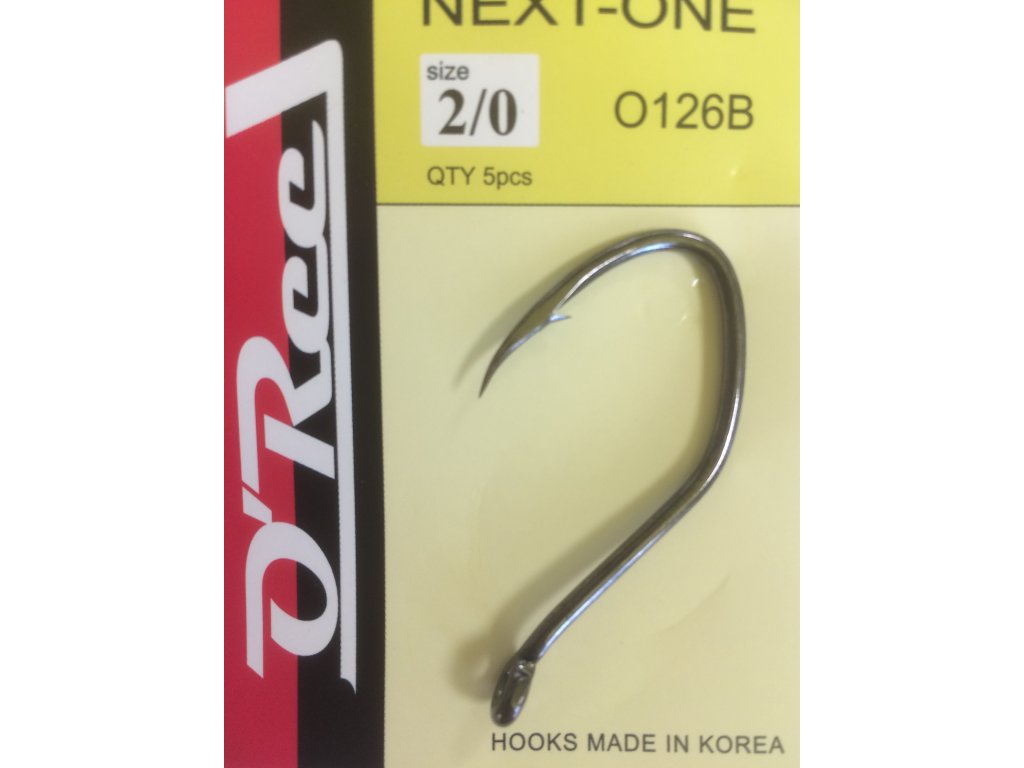 NEXT-ONE
size
2/0
O126B
QTY 5pcs
O'Ree
HOOKS MADE IN KOREA